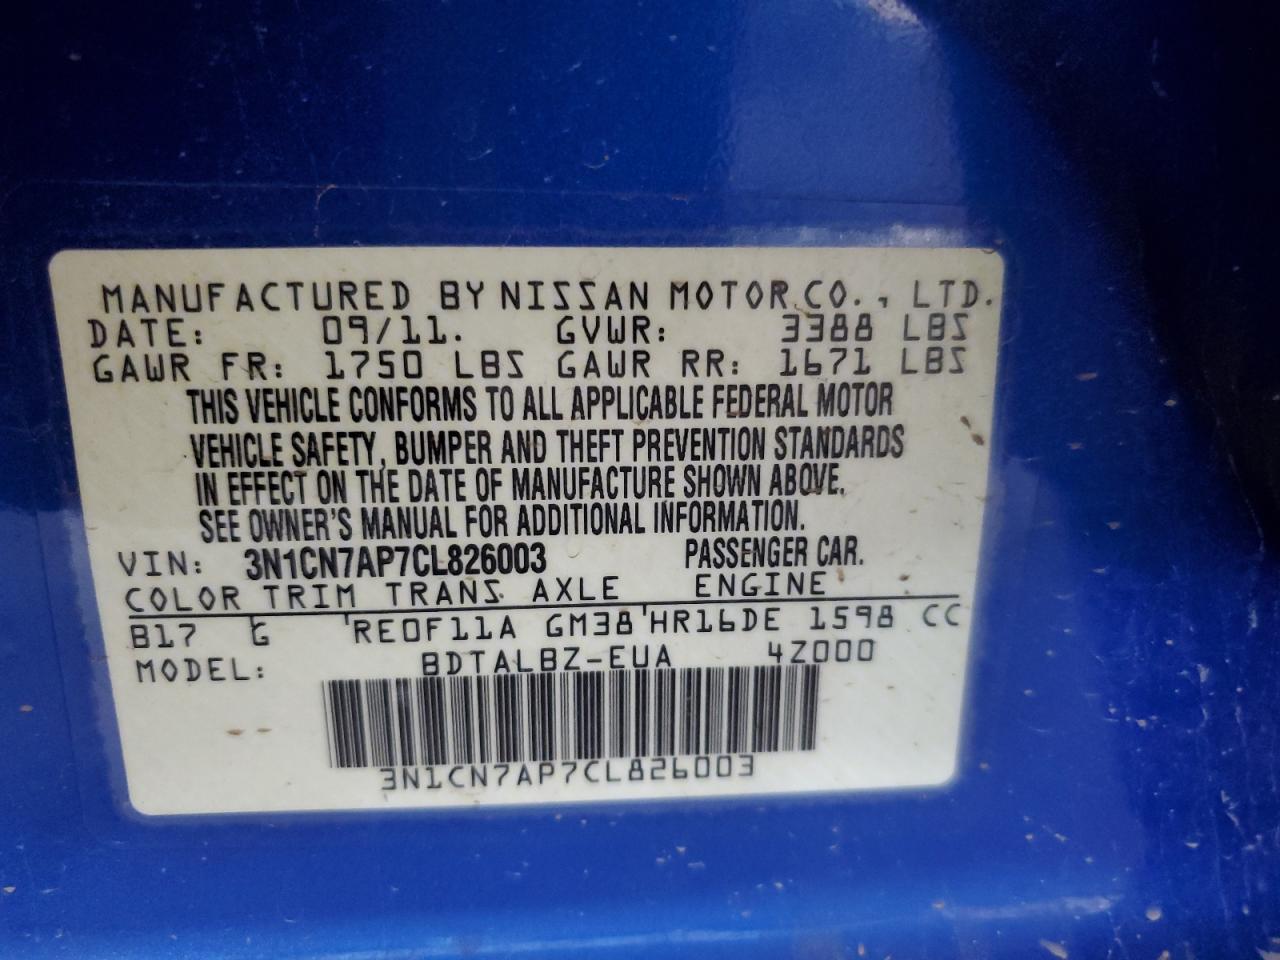 MANUFACTURED BY NISSAN MOTOR CO., LTD.
DATE: 09/11. GVWR: 3388 LBS
GAWR FR: 1750 LBS GAWR RR: 1671 LBS
THIS VEHICLE CONFORMS TO ALL APPLICABLE FEDERAL MOTOR
VEHICLE SAFETY, BUMPER AND THEFT PREVENTION STANDARDS
IN EFFECT ON THE DATE OF MANUFACTURE SHOWN ABOVE.
SEE OWNER'S MANUAL FOR ADDITIONAL INFORMATION.
VIN: 3N1CN7AP7CL826003 PASSENGER CAR.
COLOR TRIM TRANS AXLE ENGINE
B17 G RE0F11A GM38 HR16DE 1598 CC
MODEL: BDTALBZ-EUA 4Z000
3N1CN7AP7CL826003